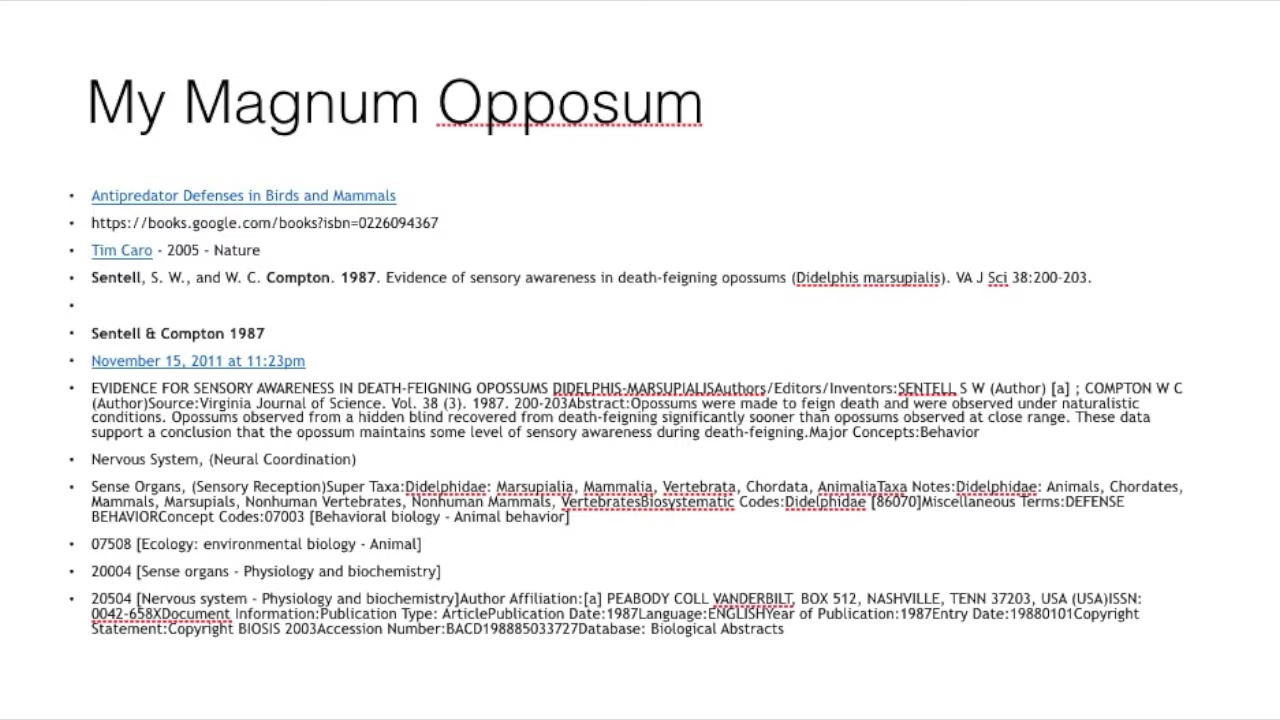 My Magnum Opposum
• Antipredator Defenses in Birds and Mammals
• https://books.google.com/books?isbn=0226094367
• Tim Caro - 2005 - Nature
• Sentell, S. W., and W. C. Compton. 1987. Evidence of sensory awareness in death-feigning opossums (Didelphis marsupialis). VA J Sci 38:200-203.
•
• Sentell & Compton 1987
• November 15, 2011 at 11:23pm
• EVIDENCE FOR SENSORY AWARENESS IN DEATH-FEIGNING OPOSSUMS DIDELPHIS-MARSUPIALISAuthors/Editors/Inventors:SENTELL S W (Author) [a] ; COMPTON W C
(Author)Source:Virginia Journal of Science. Vol. 38 (3). 1987. 200-203Abstract:Opossums were made to feign death and were observed under naturalistic
conditions. Opossums observed from a hidden blind recovered from death-feigning significantly sooner than opossums observed at close range. These data
support a conclusion that the opossum maintains some level of sensory awareness during death-feigning.Major Concepts:Behavior
• Nervous System, (Neural Coordination)
• Sense Organs, (Sensory Reception)Super Taxa:Didelphidae: Marsupialia, Mammalia, Vertebrata, Chordata, AnimaliaTaxa Notes:Didelphidae: Animals, Chordates,
Mammals, Marsupials, Nonhuman Vertebrates, Nonhuman Mammals, VertebratesBiosystematic Codes:Didelphidae [86070]Miscellaneous Terms:DEFENSE
BEHAVIORConcept Codes:07003 [Behavioral biology - Animal behavior]
• 07508 [Ecology: environmental biology - Animal]
• 20004 [Sense organs - Physiology and biochemistry]
• 20504 [Nervous system - Physiology and biochemistry]Author Affiliation:[a] PEABODY COLL VANDERBILT, BOX 512, NASHVILLE, TENN 37203, USA (USA)ISSN:
0042-658XDocument Information:Publication Type: ArticlePublication Date:1987Language:ENGLISHYear of Publication:1987Entry Date:19880101Copyright
Statement:Copyright BIOSIS 2003Accession Number:BACD198885033727Database: Biological Abstracts